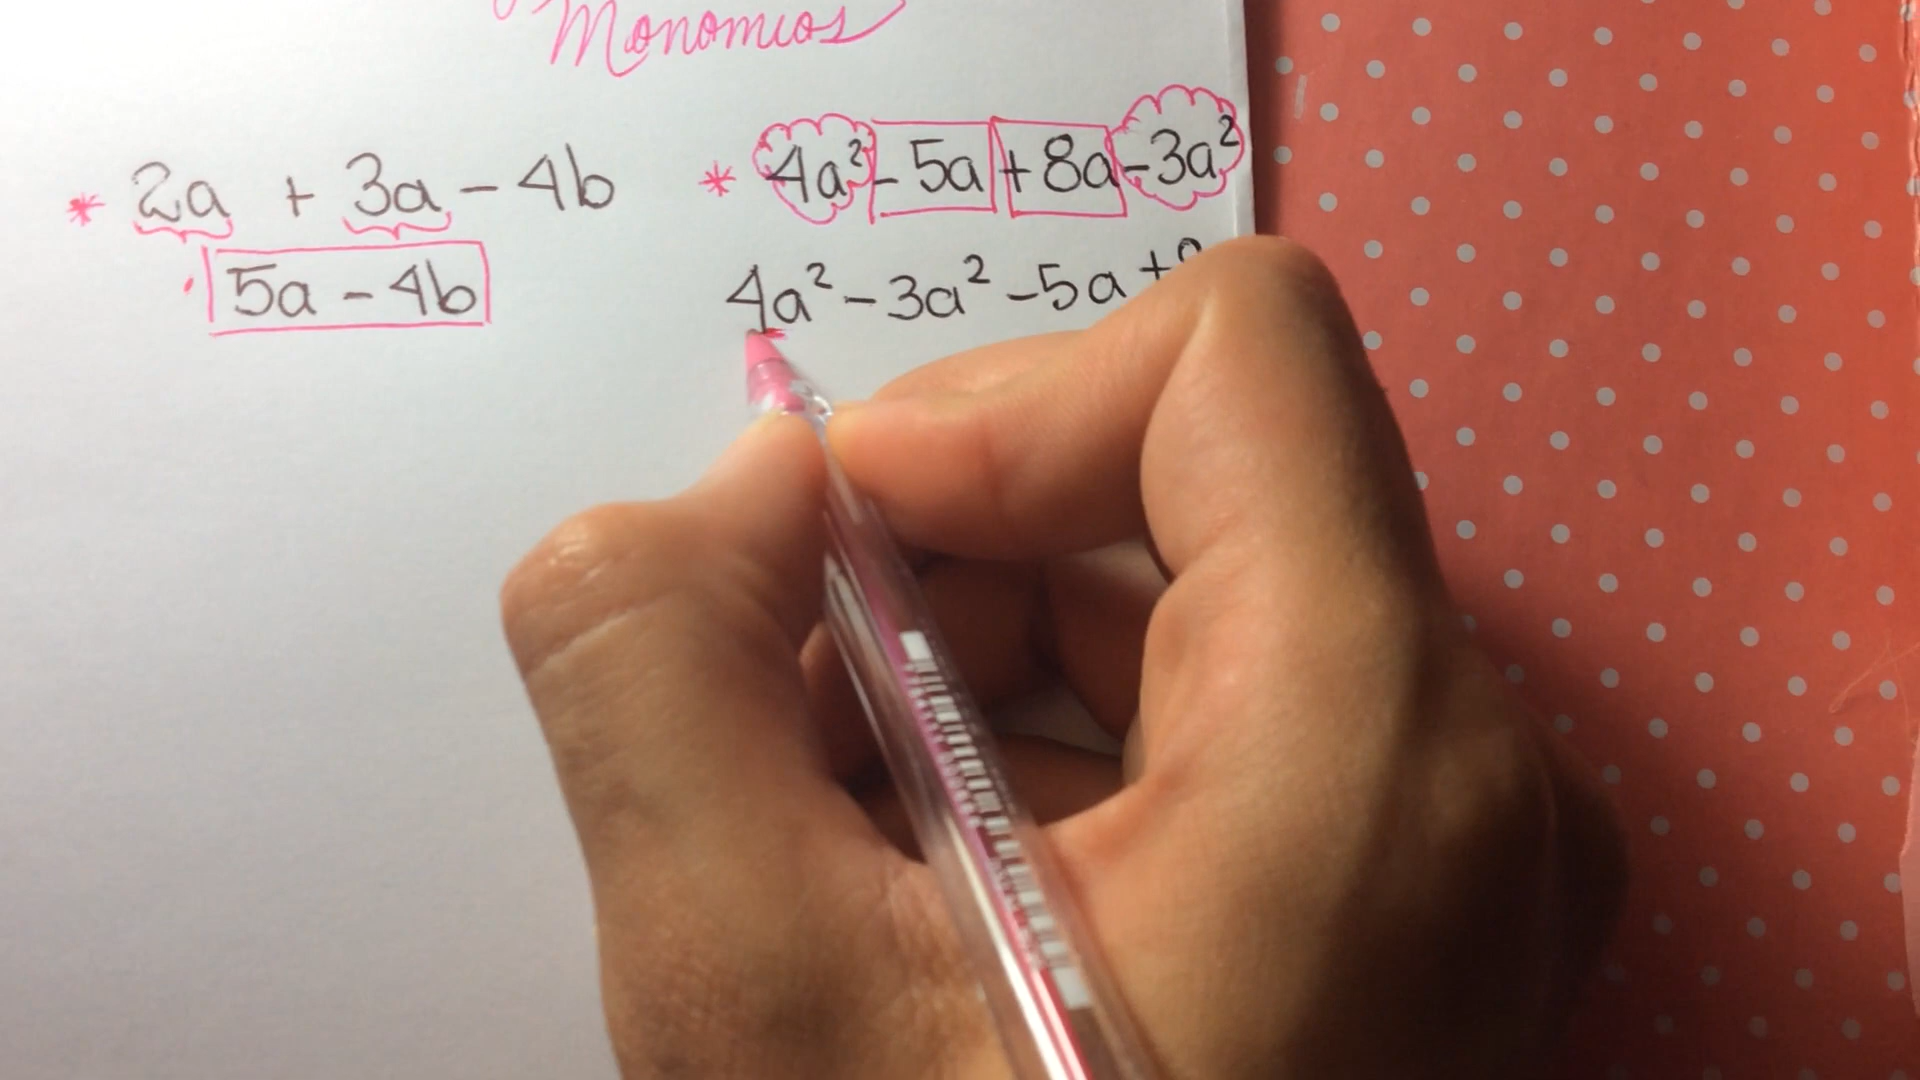 Monomios
* 2a + 3a - 4b
5a - 4b
* 4a² - 5a + 8a - 3a²
4a² - 3a² - 5a +